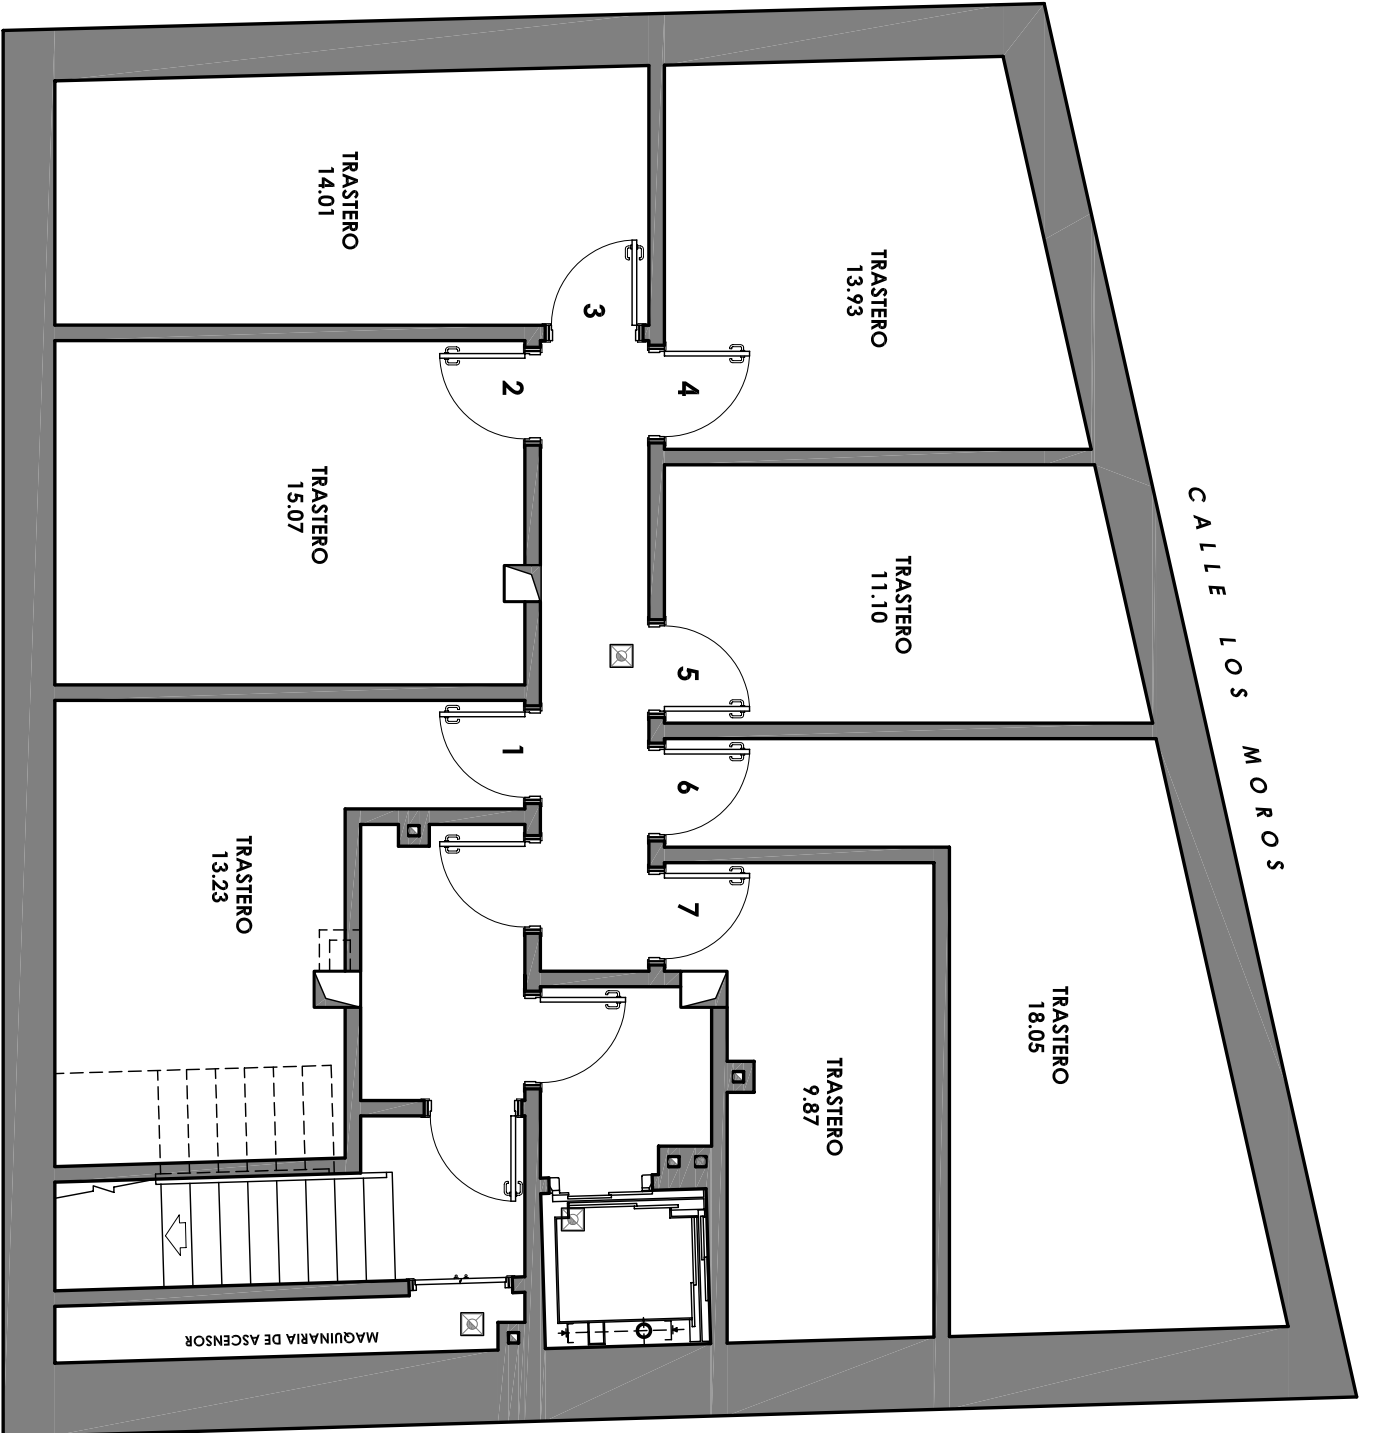 TRASTERO
14.01
TRASTERO
13.93
3
2
4
TRASTERO
15.07
TRASTERO
11.10
CALLE LOS MOROS
5
1
6
TRASTERO
13.23
7
TRASTERO
18.05
TRASTERO
9.87
MAQUINARIA DE ASCENSOR